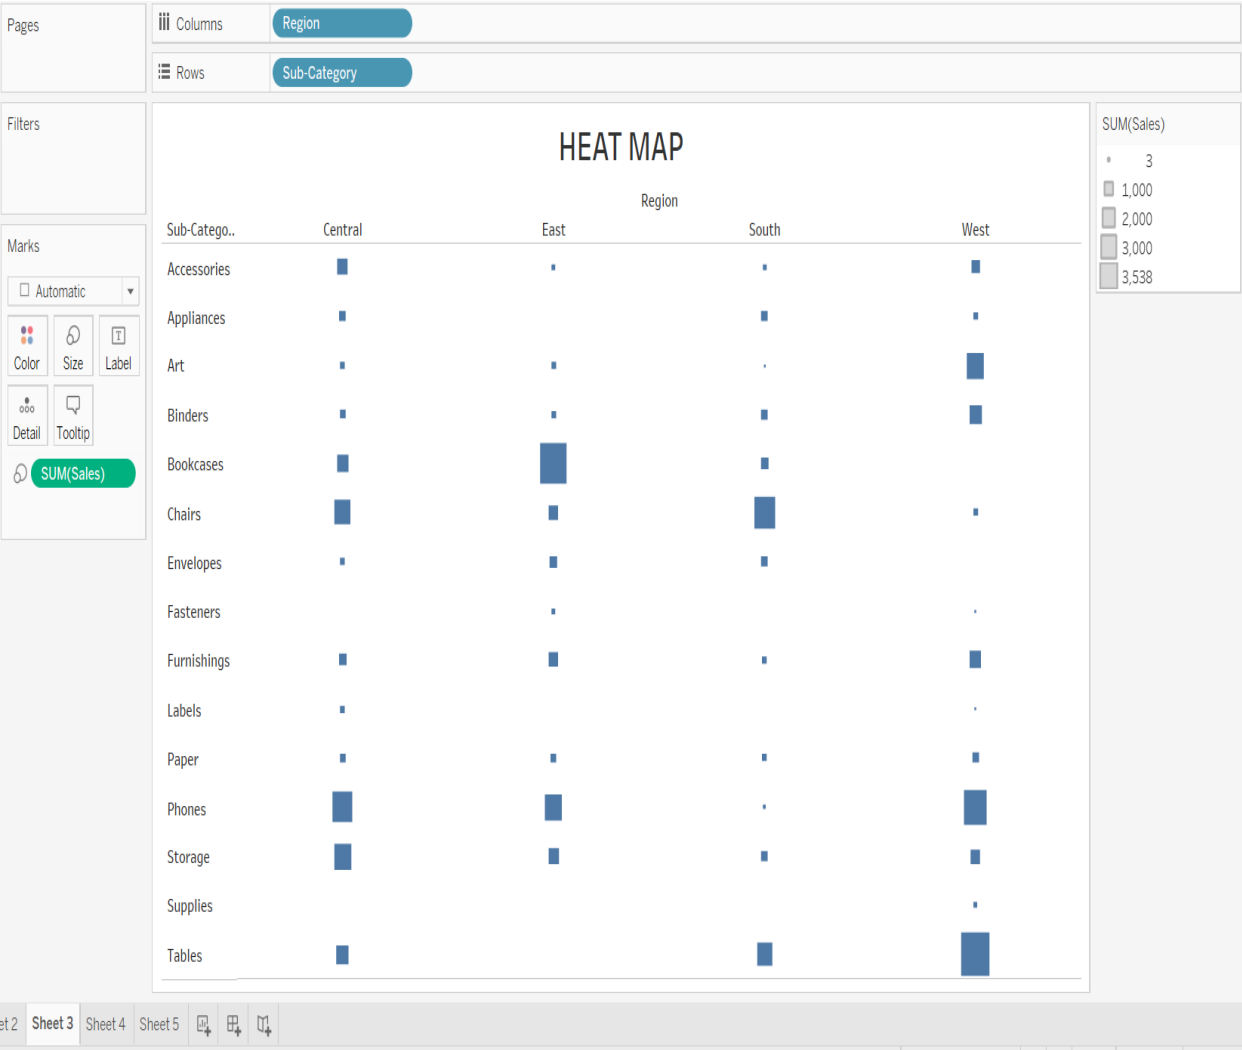 Pages
Columns Region
Rows Sub-Category
Filters
HEAT MAP
Region
Sub-Catego.. Central East South West
Accessories
Appliances
Art
Binders
Bookcases
Chairs
Envelopes
Fasteners
Furnishings
Labels
Paper
Phones
Storage
Supplies
Tables
SUM(Sales)
3
1,000
2,000
3,000
3,538
Marks
Automatic
Color Size T Label
Detail Tooltip
SUM(Sales)
et 2 Sheet 3 Sheet 4 Sheet 5